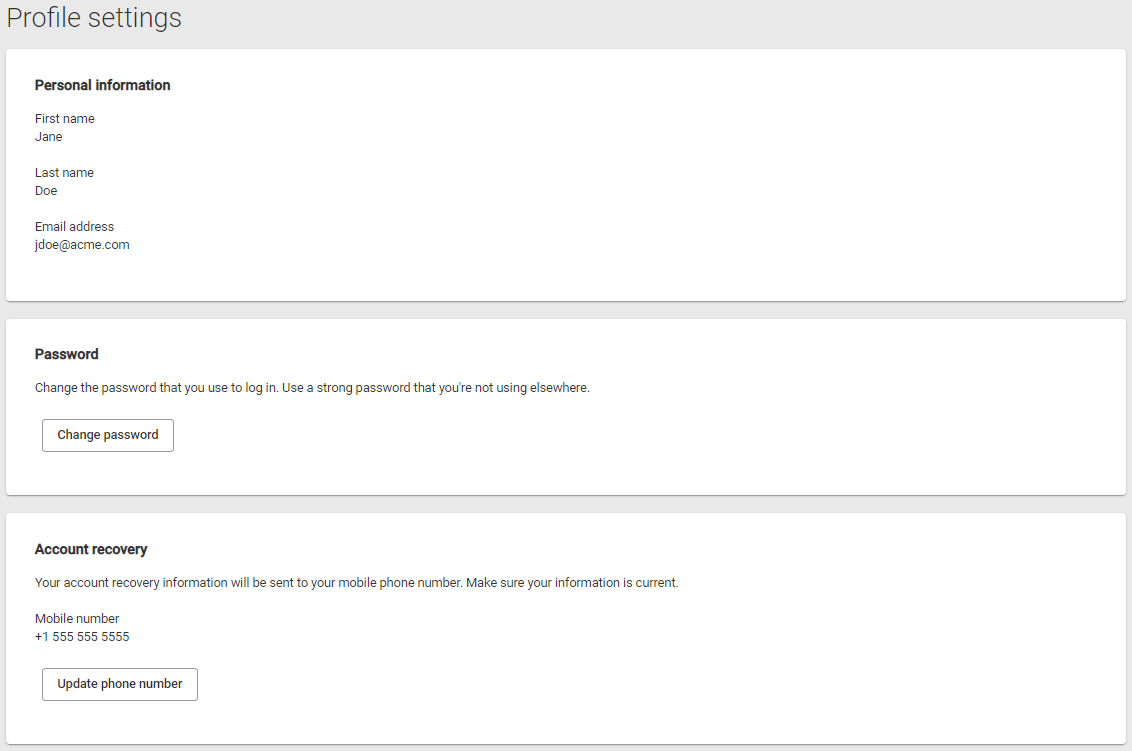 Profile settings
Personal information
First name
Jane
Last name
Doe
Email address
jdoe@acme.com
Password
Change the password that you use to log in. Use a strong password that you're not using elsewhere.
Change password
Account recovery
Your account recovery information will be sent to your mobile phone number. Make sure your information is current.
Mobile number
+1 555 555 5555
Update phone number